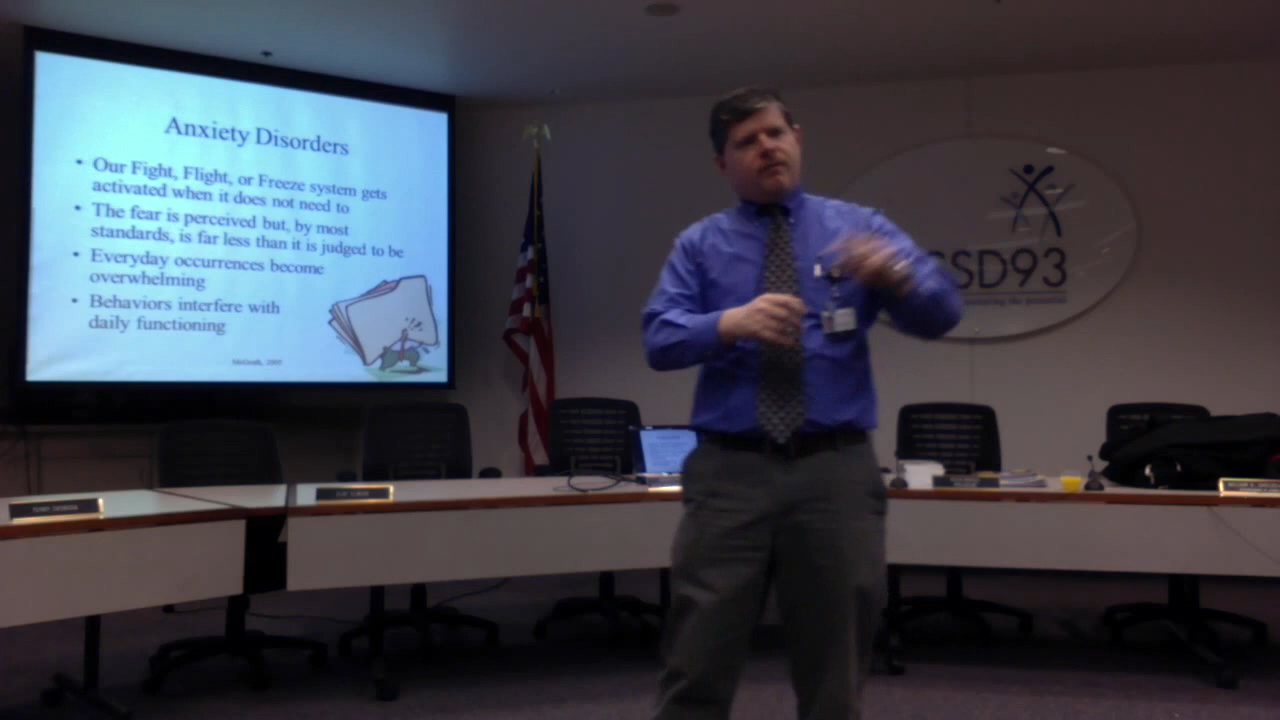 Anxiety Disorders
• Our Fight, Flight, or Freeze system gets
activated when it does not need to
• The fear is perceived but, by most
standards, is far less than it is judged to be
• Everyday occurrences become
overwhelming
• Behaviors interfere with
daily functioning
SD93